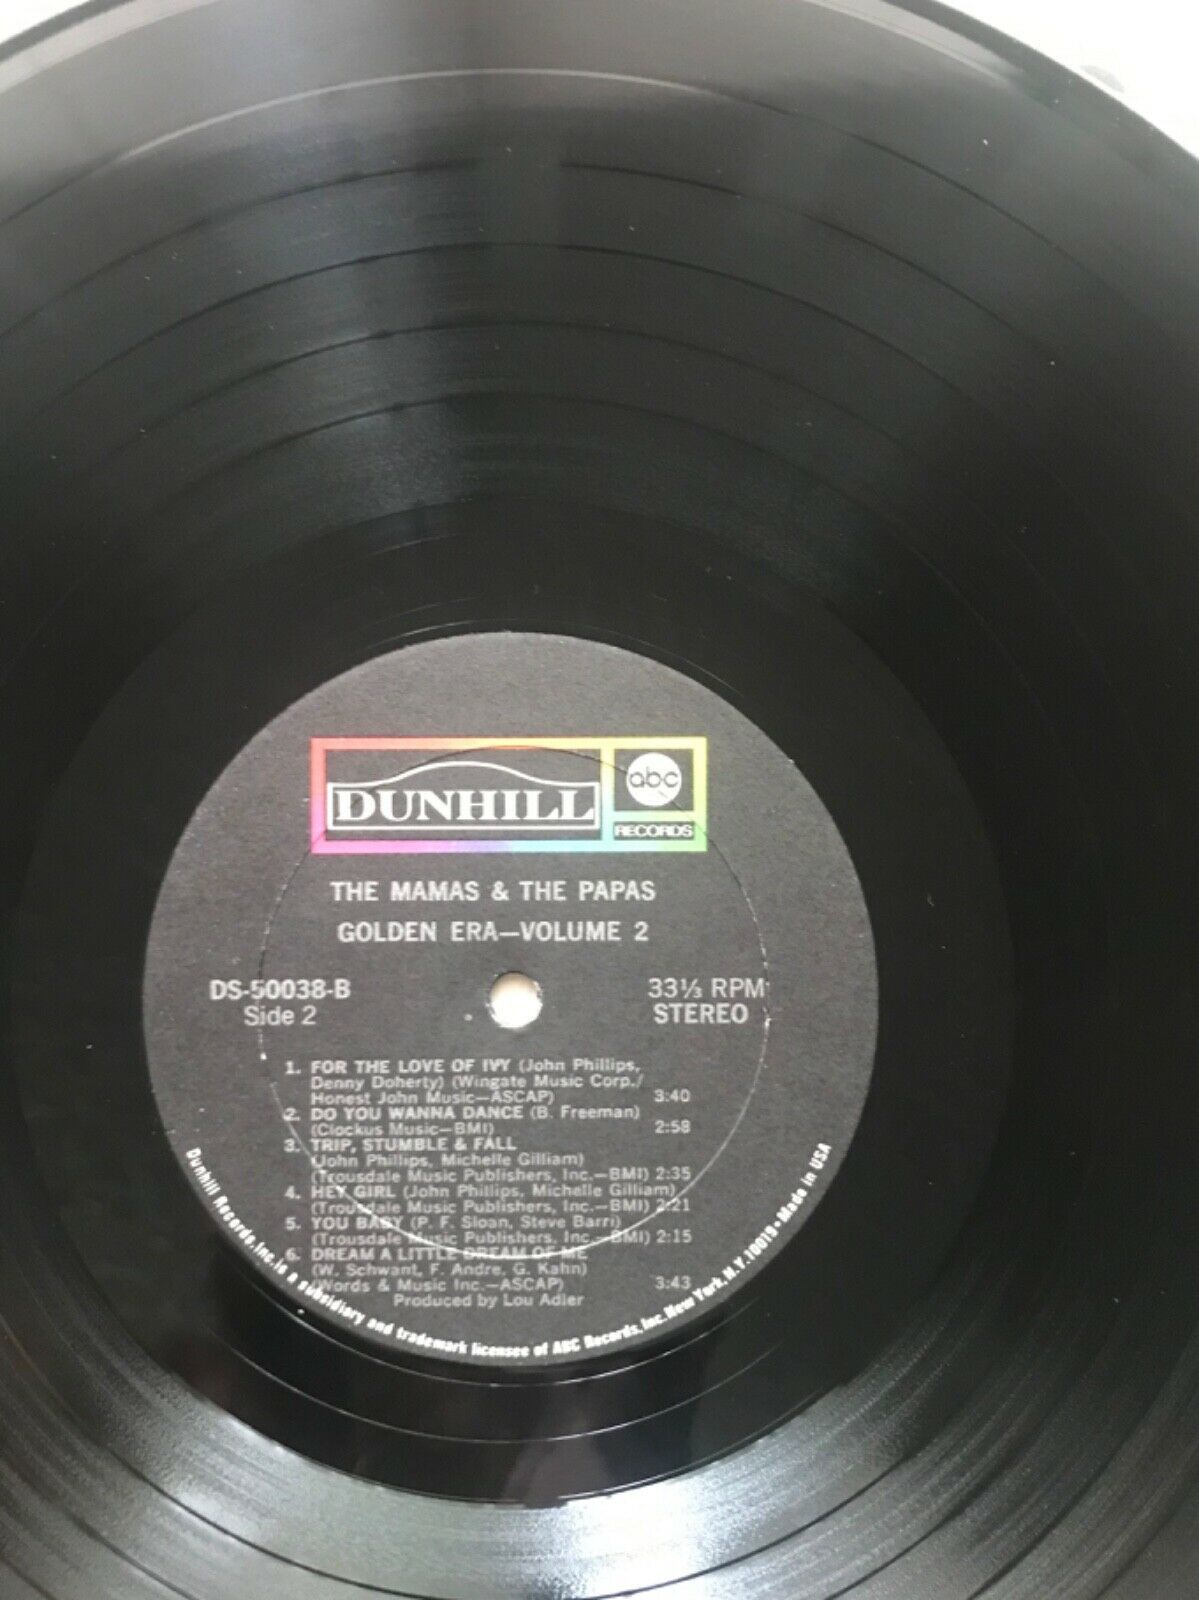 DUNHILL
abc
RECORDS
THE MAMAS & THE PAPAS
GOLDEN ERA—VOLUME 2
DS-50038-B
Side 2
33⅓ RPM
STEREO
1. FOR THE LOVE OF IVY (John Phillips,
Denny Doherty) (Wingate Music Corp./
Honest John Music—ASCAP) 3:40
2. DO YOU WANNA DANCE (B. Freeman)
(Clockus Music—BMI) 2:58
3. TRIP, STUMBLE & FALL
(John Phillips, Michelle Gilliam)
(Trousdale Music Publishers, Inc.—BMI) 2:35
4. HEY GIRL (John Phillips, Michelle Gilliam)
(Trousdale Music Publishers, Inc.—BMI) 2:21
5. YOU BABY (P. F. Sloan, Steve Barri)
(Trousdale Music Publishers, Inc.—BMI) 2:15
6. DREAM A LITTLE DREAM OF ME
(W. Schwant, F. Andre, G. Kahn)
(Words & Music Inc.—ASCAP) 3:43
Produced by Lou Adler
Dunhill Records, Inc. is a subsidiary and trademark licensee of ABC Records, Inc. New York, N.Y. 10019 • Made in USA